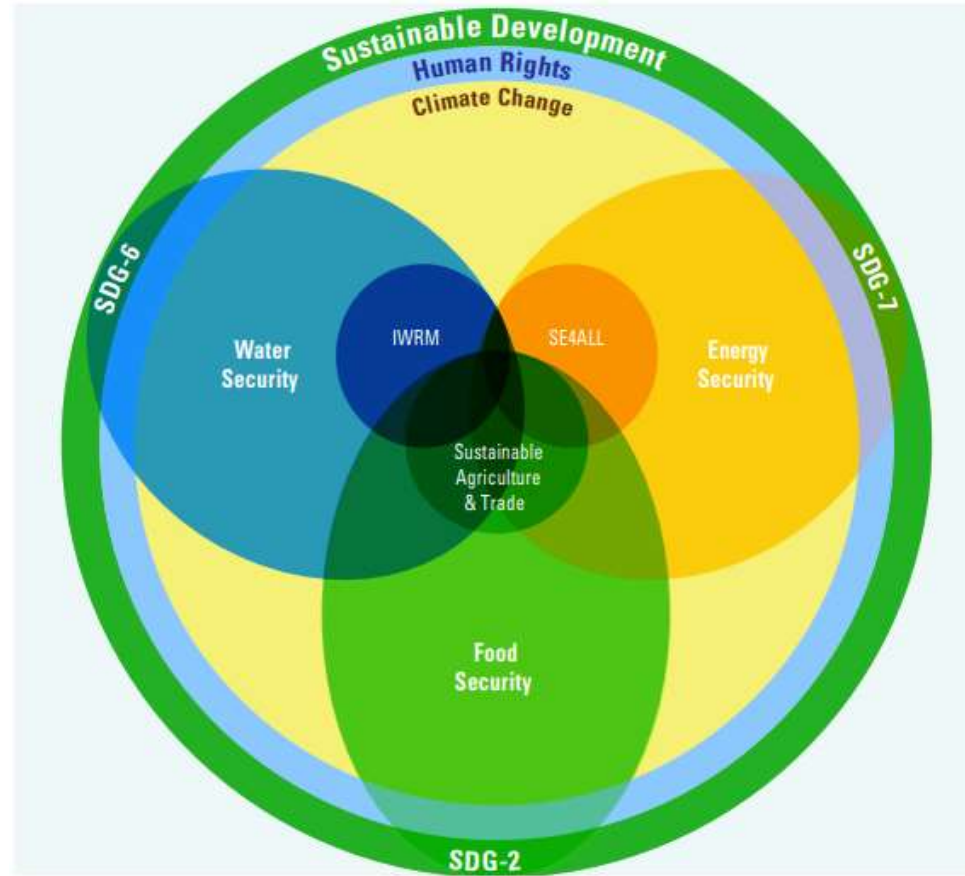 Sustainable Development
Human Rights
Climate Change
SDG-6
SDG-7
IWRM
SE4ALL
Water
Security
Energy
Security
Sustainable
Agriculture
& Trade
Food
Security
SDG-2